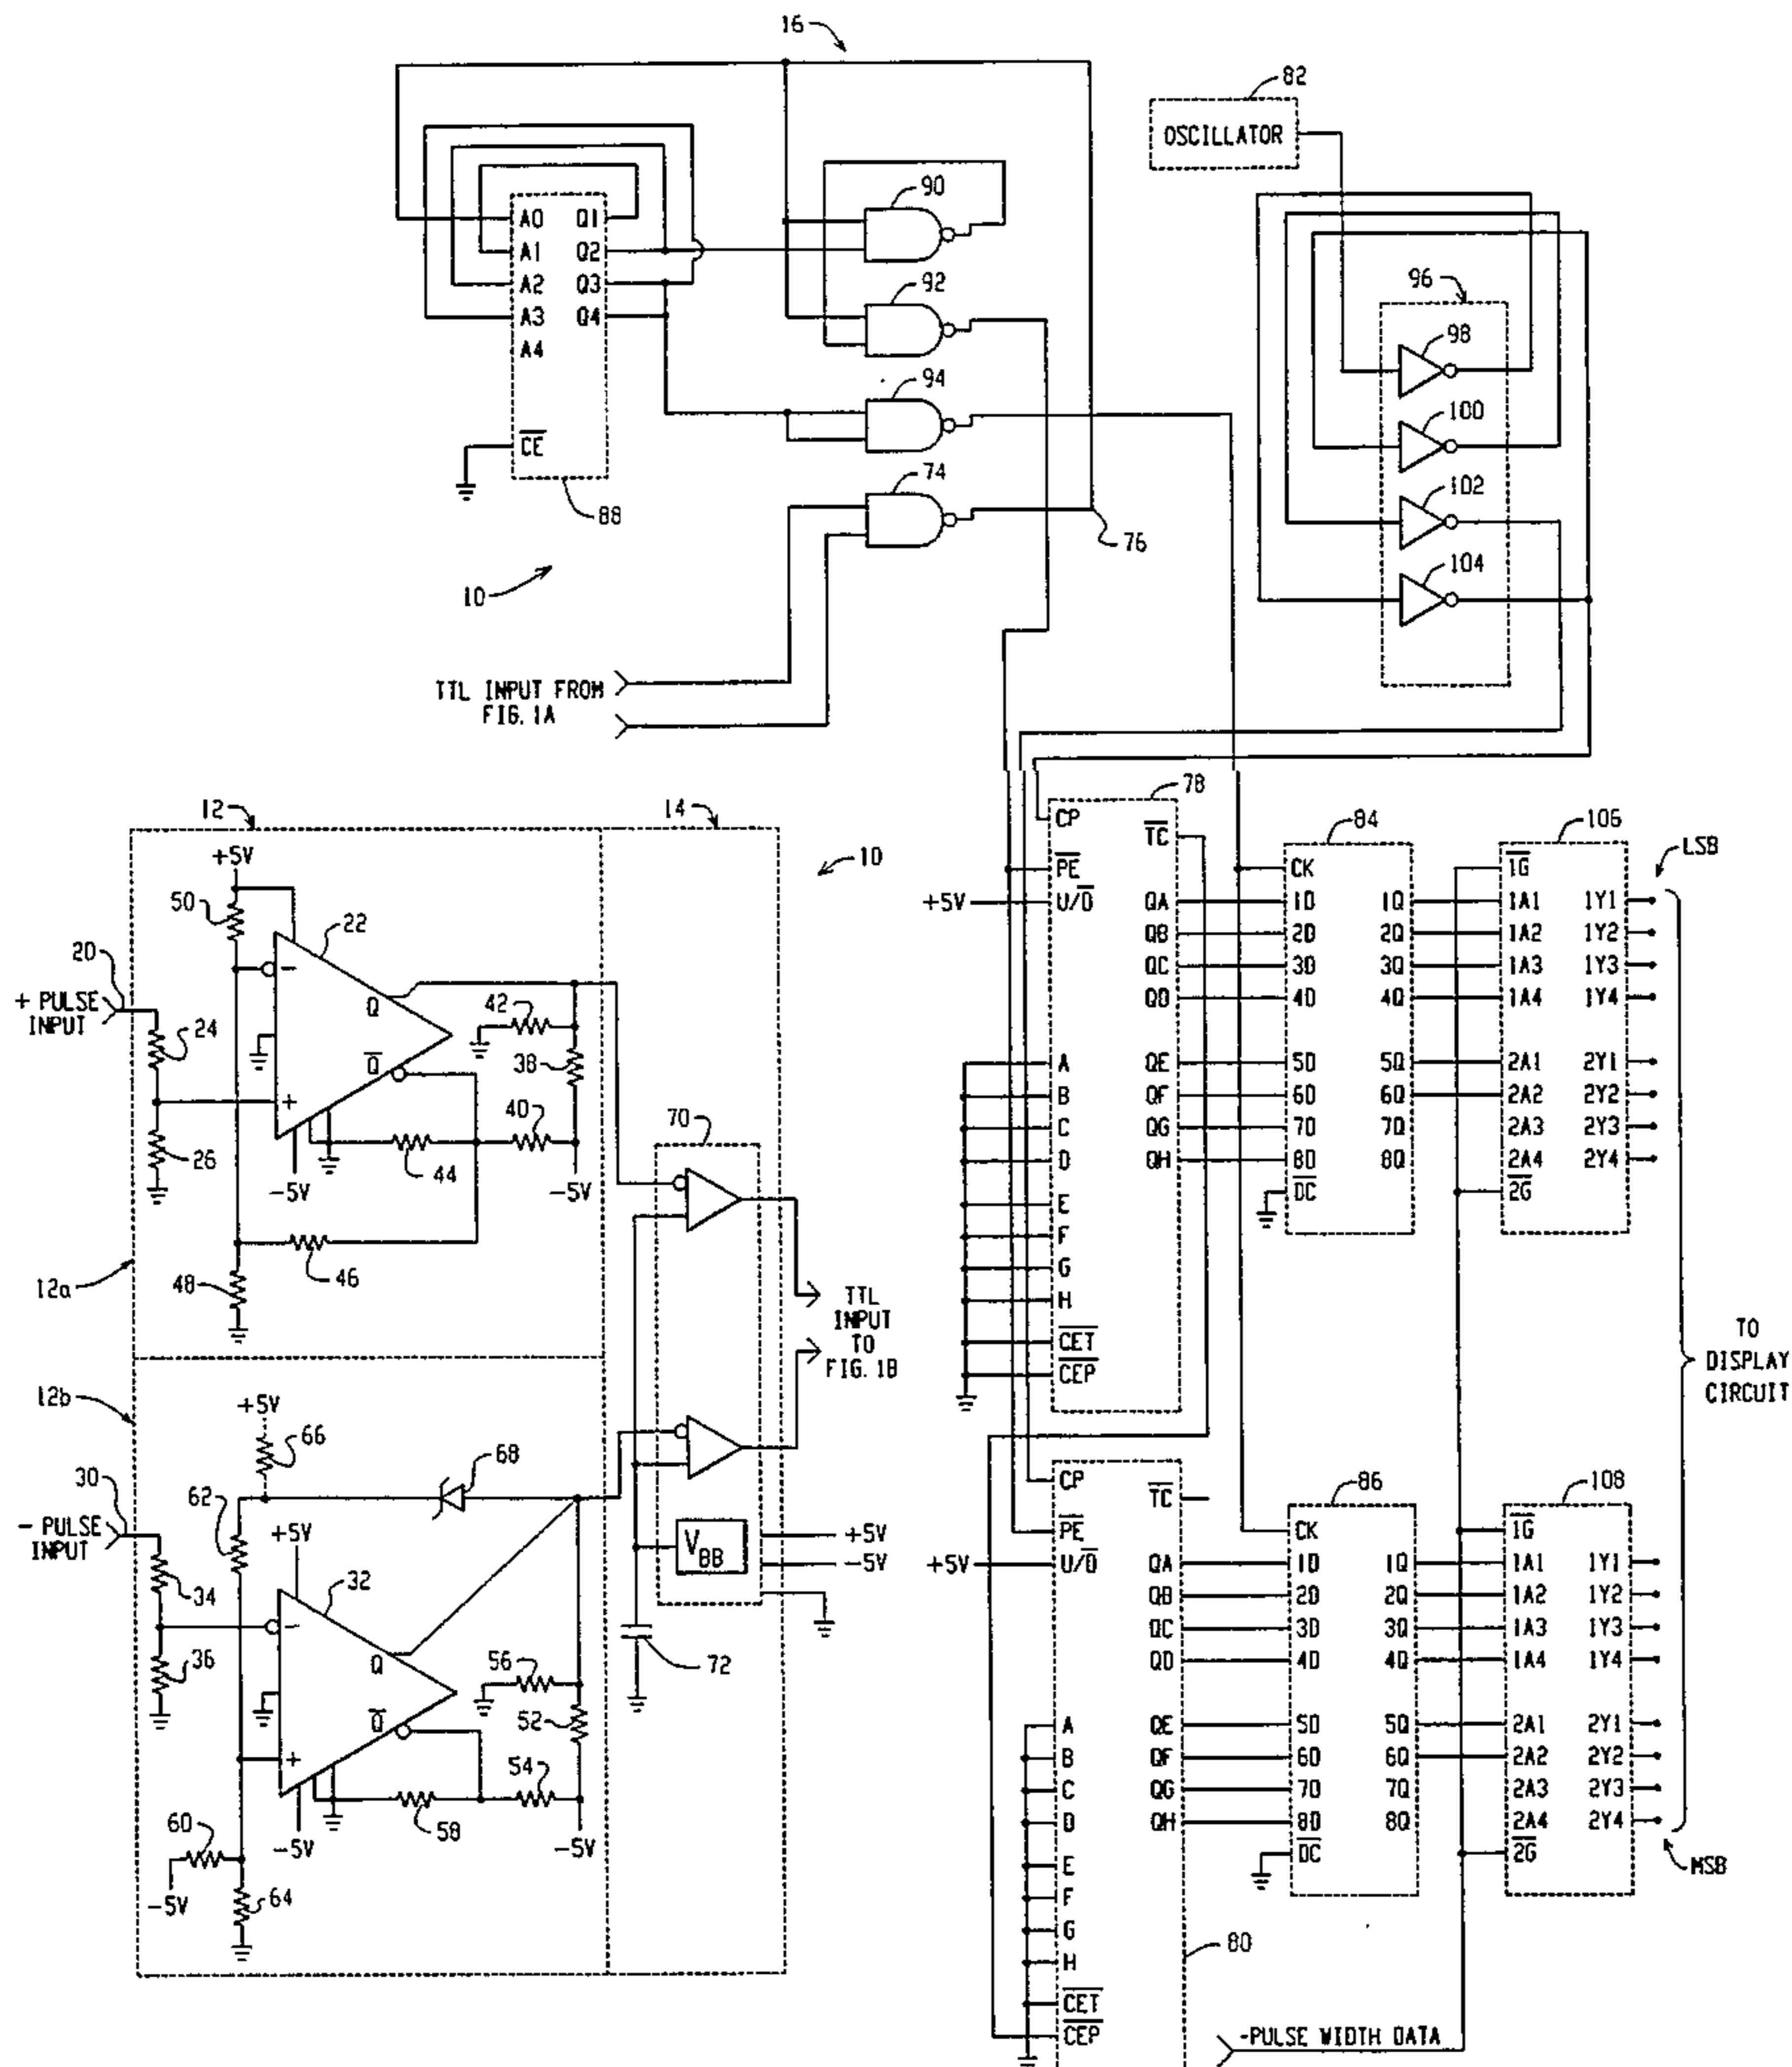 16
82
OSCILLATOR
90
A0 Q1
A1 Q2
A2 Q3
A3 Q4
A4
CE
88
92
94
74
76
10
TTL INPUT FROM
FIG. 1A
96
98
100
102
104
12
14
10
+5V
50
22
20
+ PULSE
INPUT
24
26
-
Q
Q
+
42
38
40
44
-5V
-5V
46
48
12a
12b
70
TTL
INPUT
TO
FIG. 1B
+5V
66
68
62
30
- PULSE
INPUT
34
36
+5V
32
-
Q
Q
+
56
52
54
58
-5V
-5V
60
-5V
64
VBB
+5V
-5V
72
78
CP
TC
PE
+5V
U/D
QA
QB
QC
QD
A QE
B QF
C QG
D QH
E
F
G
H
CET
CEP
84
CK
1D 1Q
2D 2Q
3D 3Q
4D 4Q
5D 5Q
6D 6Q
7D 7Q
8D 8Q
OC
106
LSB
1G
1A1 1Y1
1A2 1Y2
1A3 1Y3
1A4 1Y4
2A1 2Y1
2A2 2Y2
2A3 2Y3
2A4 2Y4
2G
TO
DISPLAY
CIRCUIT
CP
TC
PE
+5V
U/D
QA
QB
QC
QD
A QE
B QF
C QG
D QH
E
F
G
H
CET
CEP
80
86
CK
1D 1Q
2D 2Q
3D 3Q
4D 4Q
5D 5Q
6D 6Q
7D 7Q
8D 8Q
OC
108
1G
1A1 1Y1
1A2 1Y2
1A3 1Y3
1A4 1Y4
2A1 2Y1
2A2 2Y2
2A3 2Y3
2A4 2Y4
2G
MSB
-PULSE WIDTH DATA